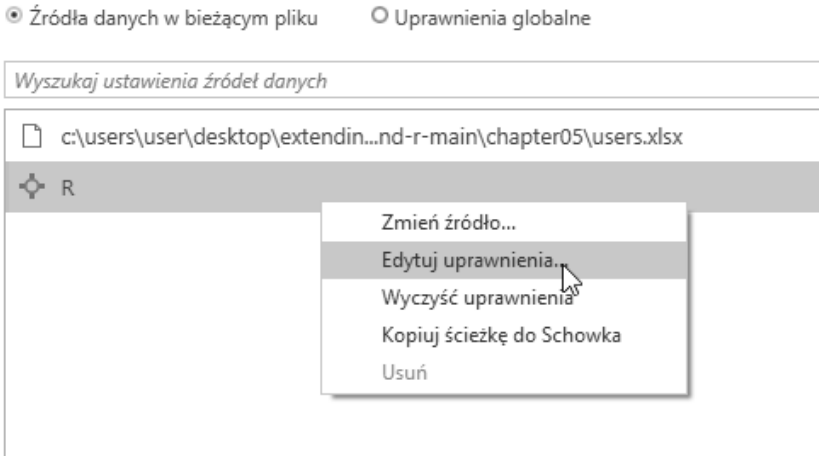 Źródła danych w bieżącym pliku Uprawnienia globalne
Wyszukaj ustawienia źródeł danych
c:\users\user\desktop\extendin...nd-r-main\chapter05\users.xlsx
R
Zmień źródło...
Edytuj uprawnienia...
Wyczyść uprawnienia
Kopiuj ścieżkę do Schowka
Usuń